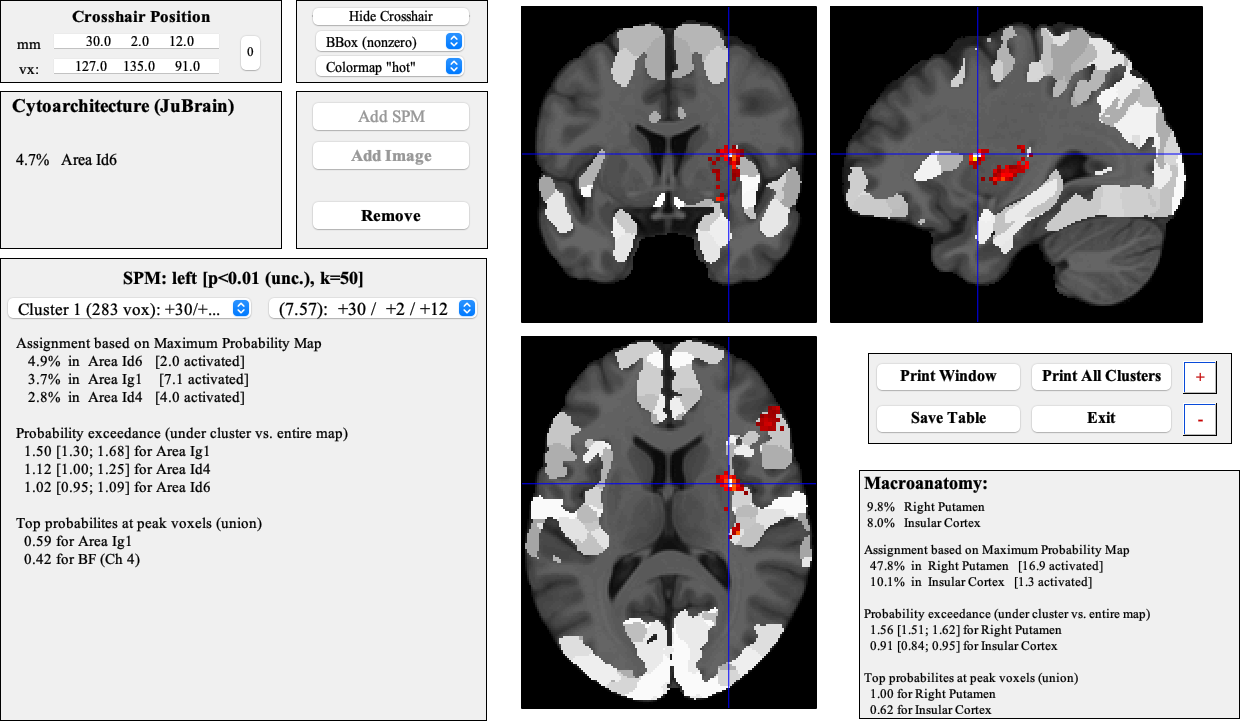 Crosshair Position
mm 30.0 2.0 12.0
0
vx: 127.0 135.0 91.0
Hide Crosshair
BBox (nonzero)
Colormap "hot"
Cytoarchitecture (JuBrain)
4.7% Area Id6
Add SPM
Add Image
Remove
SPM: left [p<0.01 (unc.), k=50]
Cluster 1 (283 vox): +30/+...
(7.57): +30 / +2 / +12
Assignment based on Maximum Probability Map
4.9% in Area Id6 [2.0 activated]
3.7% in Area Ig1 [7.1 activated]
2.8% in Area Id4 [4.0 activated]
Probability exceedance (under cluster vs. entire map)
1.50 [1.30; 1.68] for Area Ig1
1.12 [1.00; 1.25] for Area Id4
1.02 [0.95; 1.09] for Area Id6
Top probabilites at peak voxels (union)
0.59 for Area Ig1
0.42 for BF (Ch 4)
Print Window
Print All Clusters
+
Save Table
Exit
-
Macroanatomy:
9.8% Right Putamen
8.0% Insular Cortex
Assignment based on Maximum Probability Map
47.8% in Right Putamen [16.9 activated]
10.1% in Insular Cortex [1.3 activated]
Probability exceedance (under cluster vs. entire map)
1.56 [1.51; 1.62] for Right Putamen
0.91 [0.84; 0.95] for Insular Cortex
Top probabilites at peak voxels (union)
1.00 for Right Putamen
0.62 for Insular Cortex